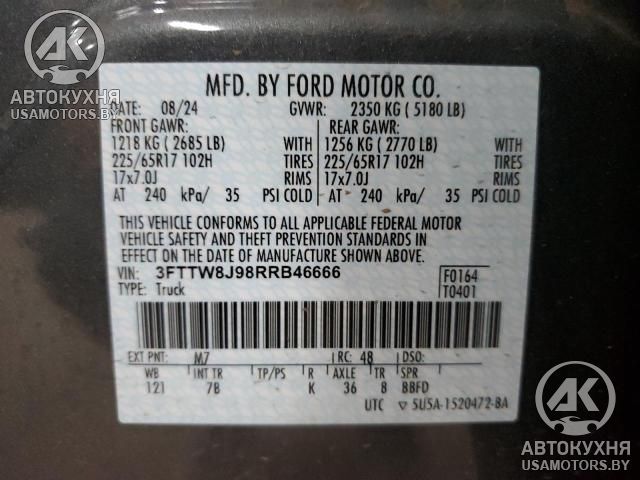 AK
АВТОКУХНЯ
USAMOTORS.BY
MFD. BY FORD MOTOR CO.
DATE: 08/24 GVWR: 2350 KG ( 5180 LB)
FRONT GAWR: REAR GAWR:
1218 KG ( 2685 LB) WITH 1256 KG ( 2770 LB) WITH
225/65R17 102H TIRES 225/65R17 102H TIRES
17x7.0J RIMS 17x7.0J RIMS
AT 240 kPa/ 35 PSI COLD AT 240 kPa/ 35 PSI COLD
THIS VEHICLE CONFORMS TO ALL APPLICABLE FEDERAL MOTOR
VEHICLE SAFETY AND THEFT PREVENTION STANDARDS IN
EFFECT ON THE DATE OF MANUFACTURE SHOWN ABOVE.
VIN: 3FTTW8J98RRB46666 F0164
TYPE: Truck T0401
EXT PNT: M7 RC: 48 DSO:
WB INT TR TP/PS R AXLE TR SPR
121 7B K 36 8 BBFD
UTC ▽ 5U5A-1520472-BA
AK
АВТОКУХНЯ
USAMOTORS.BY